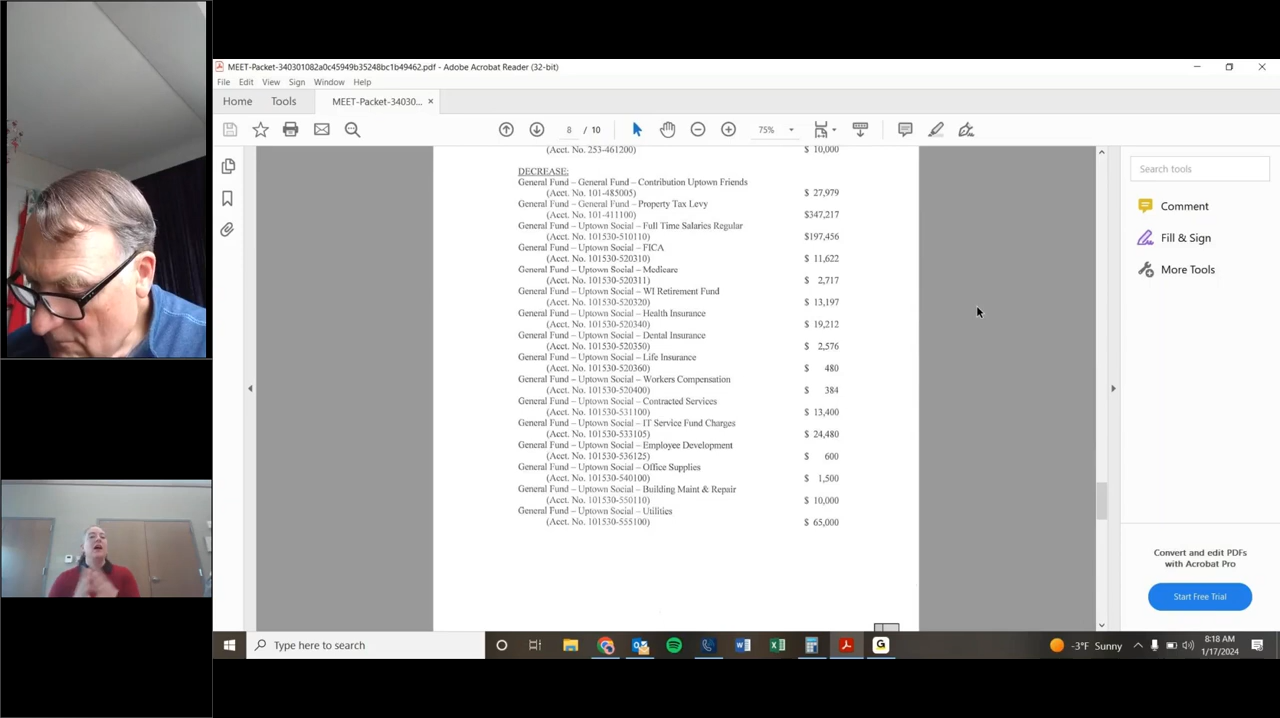 MEET-Packet-340301082a0c45949b35248bc1b49462.pdf - Adobe Acrobat Reader (32-bit)
File Edit View Sign Window Help
Home Tools MEET-Packet-34030... ×
8 / 10 75%
(Acct. No. 253-461200) $ 10,000
DECREASE:
General Fund – General Fund – Contribution Uptown Friends
(Acct. No. 101-485005) $ 27,979
General Fund – General Fund – Property Tax Levy
(Acct. No. 101-411100) $347,217
General Fund – Uptown Social – Full Time Salaries Regular
(Acct. No. 101530-510110) $197,456
General Fund – Uptown Social – FICA
(Acct. No. 101530-520310) $ 11,622
General Fund – Uptown Social – Medicare
(Acct. No. 101530-520311) $ 2,717
General Fund – Uptown Social – WI Retirement Fund
(Acct. No. 101530-520320) $ 13,197
General Fund – Uptown Social – Health Insurance
(Acct. No. 101530-520340) $ 19,212
General Fund – Uptown Social – Dental Insurance
(Acct. No. 101530-520350) $ 2,576
General Fund – Uptown Social – Life Insurance
(Acct. No. 101530-520360) $ 480
General Fund – Uptown Social – Workers Compensation
(Acct. No. 101530-520400) $ 384
General Fund – Uptown Social – Contracted Services
(Acct. No. 101530-531100) $ 13,400
General Fund – Uptown Social – IT Service Fund Charges
(Acct. No. 101530-533105) $ 24,480
General Fund – Uptown Social – Employee Development
(Acct. No. 101530-536125) $ 600
General Fund – Uptown Social – Office Supplies
(Acct. No. 101530-540100) $ 1,500
General Fund – Uptown Social – Building Maint & Repair
(Acct. No. 101530-550110) $ 10,000
General Fund – Uptown Social – Utilities
(Acct. No. 101530-555100) $ 65,000
Search tools
Comment
Fill & Sign
More Tools
Convert and edit PDFs
with Acrobat Pro
Start Free Trial
Type here to search
-3°F Sunny
8:18 AM
1/17/2024